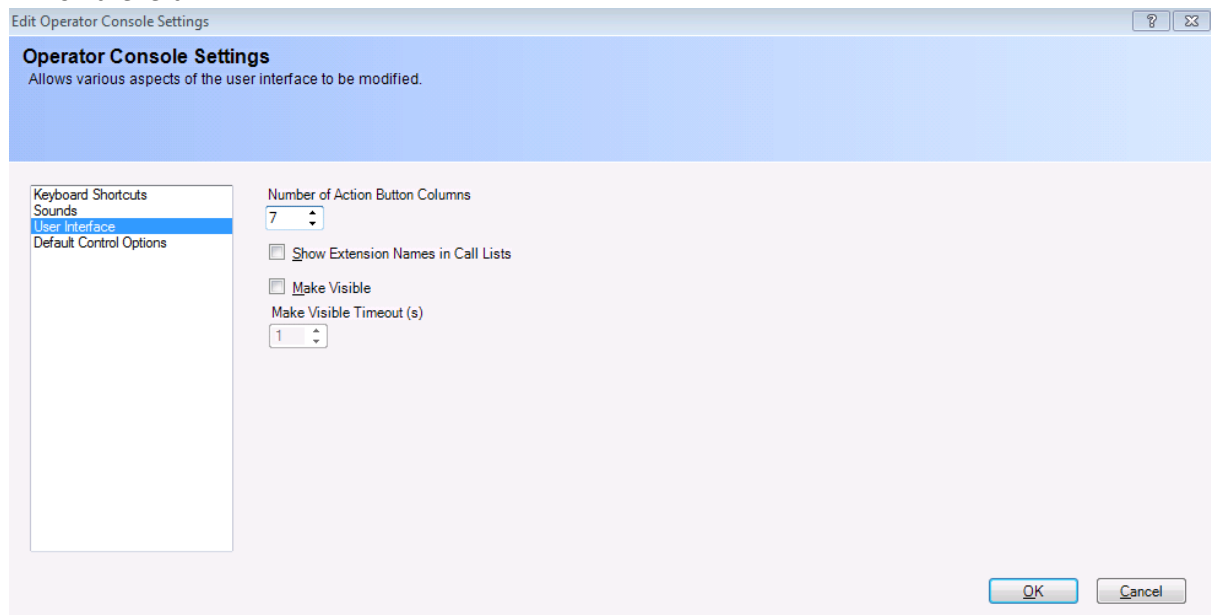 Edit Operator Console Settings
?
Operator Console Settings
Allows various aspects of the user interface to be modified.
Keyboard Shortcuts
Sounds
User Interface
Default Control Options
Number of Action Button Columns
7
Show Extension Names in Call Lists
Make Visible
Make Visible Timeout (s)
1
OK
Cancel